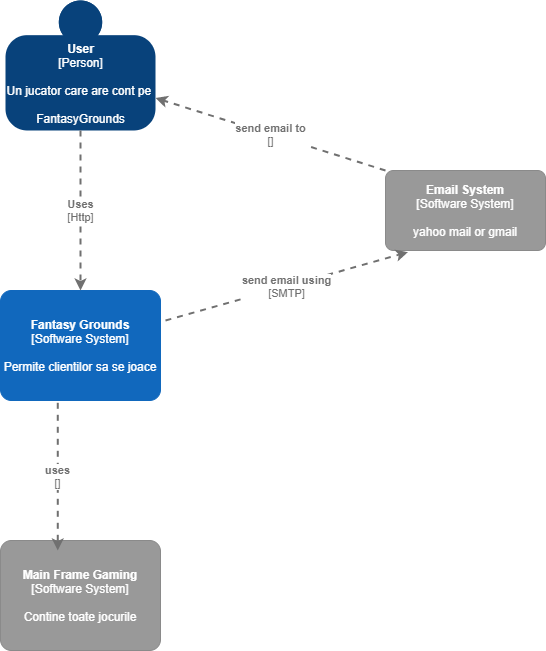 User
[Person]
Un jucator care are cont pe
FantasyGrounds
send email to
[]
Email System
[Software System]
yahoo mail or gmail
Uses
[Http]
send email using
[SMTP]
Fantasy Grounds
[Software System]
Permite clientilor sa se joace
uses
[]
Main Frame Gaming
[Software System]
Contine toate jocurile